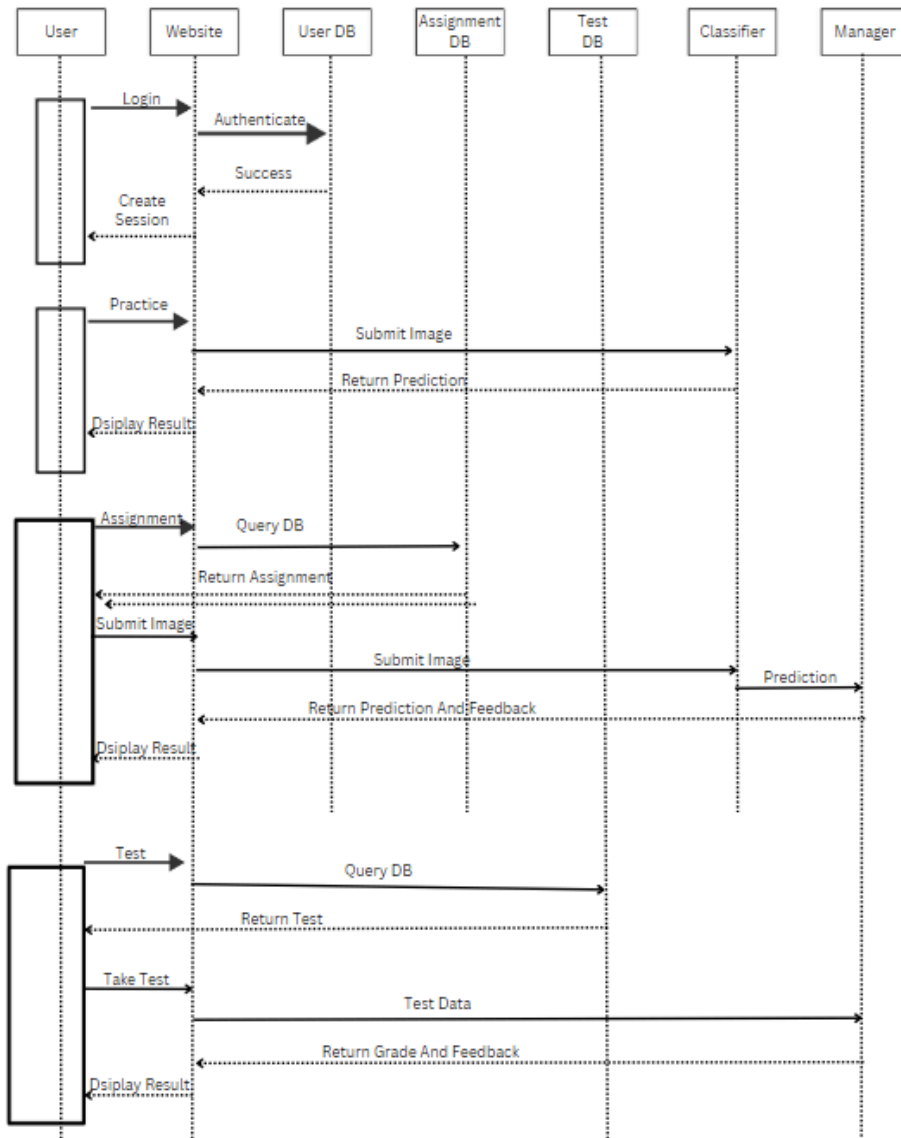 User
Website
User DB
Assignment
DB
Test
DB
Classifier
Manager
Login
Authenticate
Success
Create
Session
Practice
Submit Image
Return Prediction
Dsiplay Result
Assignment
Query DB
Return Assignment
Submit Image
Submit Image
Prediction
Return Prediction And Feedback
Dsiplay Result
Test
Query DB
Return Test
Take Test
Test Data
Return Grade And Feedback
Dsiplay Result